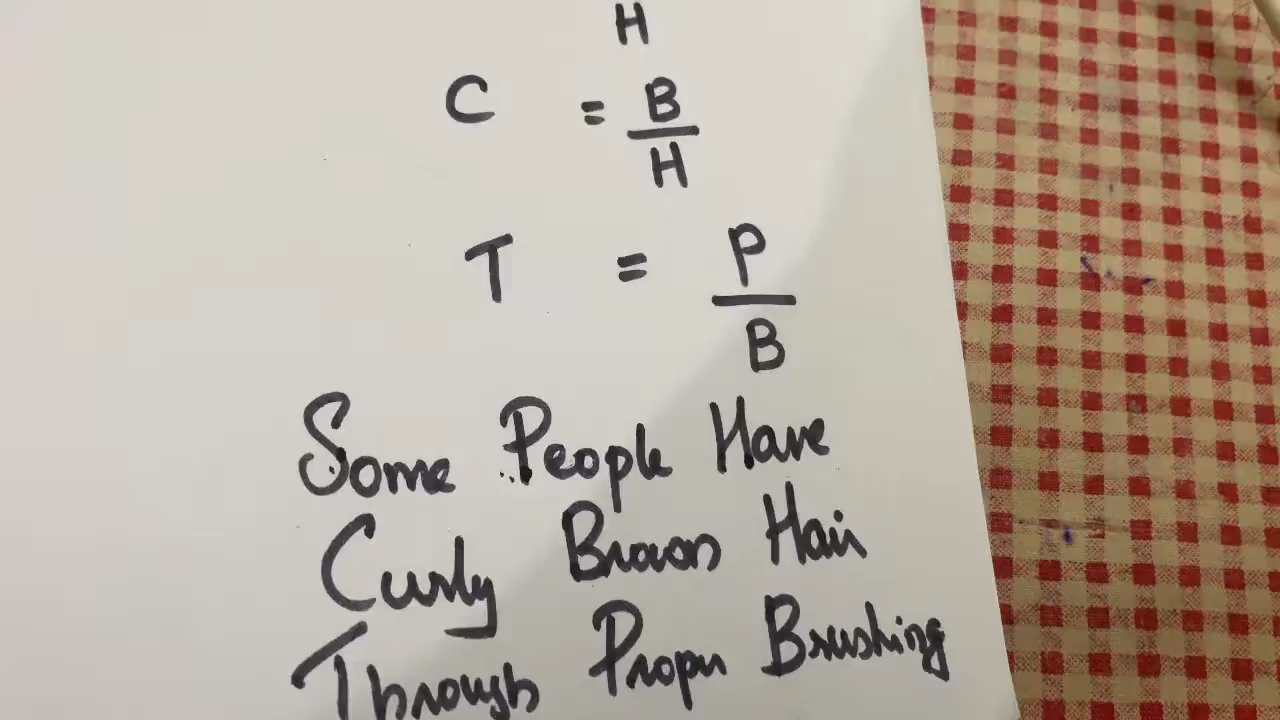 H
C = B
H
T = P
B
Some People Have
Curly Brown Hair
Through Proper Brushing